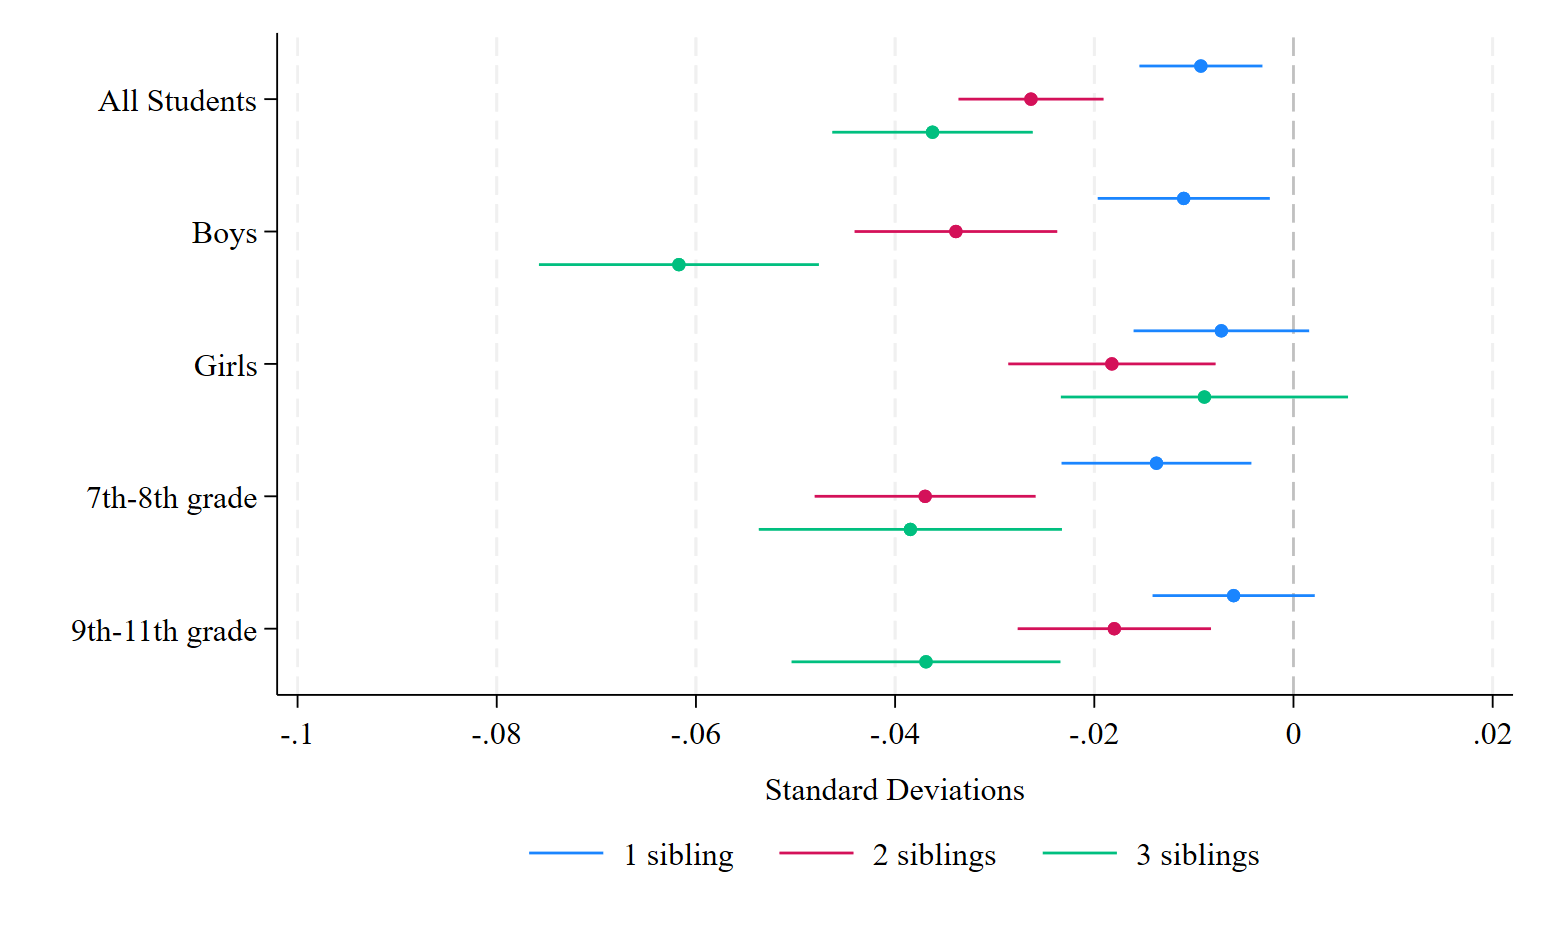 All Students
Boys
Girls
7th-8th grade
9th-11th grade
-.1 -.08 -.06 -.04 -.02 0 .02
Standard Deviations
1 sibling 2 siblings 3 siblings